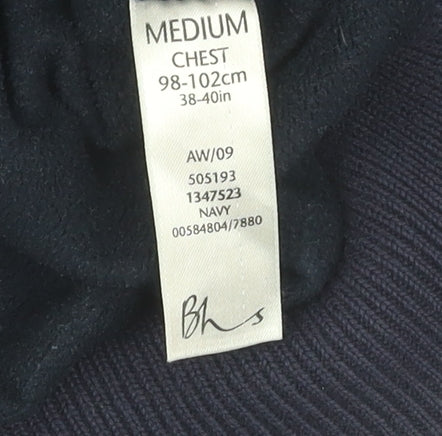 MEDIUM
CHEST
98-102cm
38-40in
AW/09
505193
1347523
NAVY
00584804/7880
Bhs